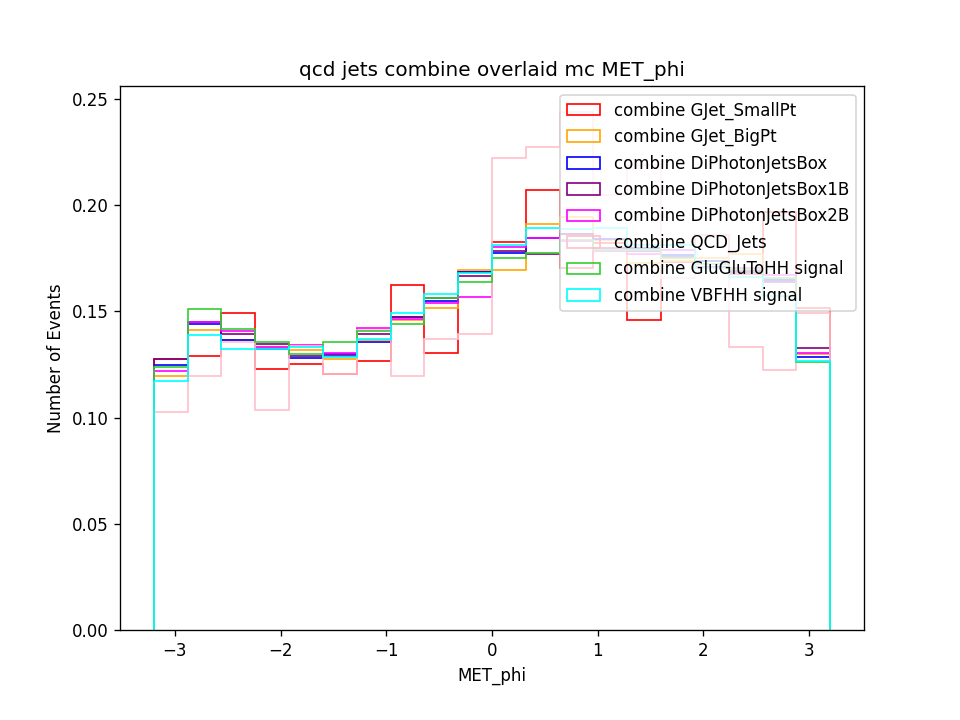 qcd jets combine overlaid mc MET_phi
0.25
0.20
0.15
0.10
0.05
0.00
Number of Events
combine GJet_SmallPt
combine GJet_BigPt
combine DiPhotonJetsBox
combine DiPhotonJetsBox1B
combine DiPhotonJetsBox2B
combine QCD_Jets
combine GluGluToHH signal
combine VBFHH signal
−3 −2 −1 0 1 2 3
MET_phi